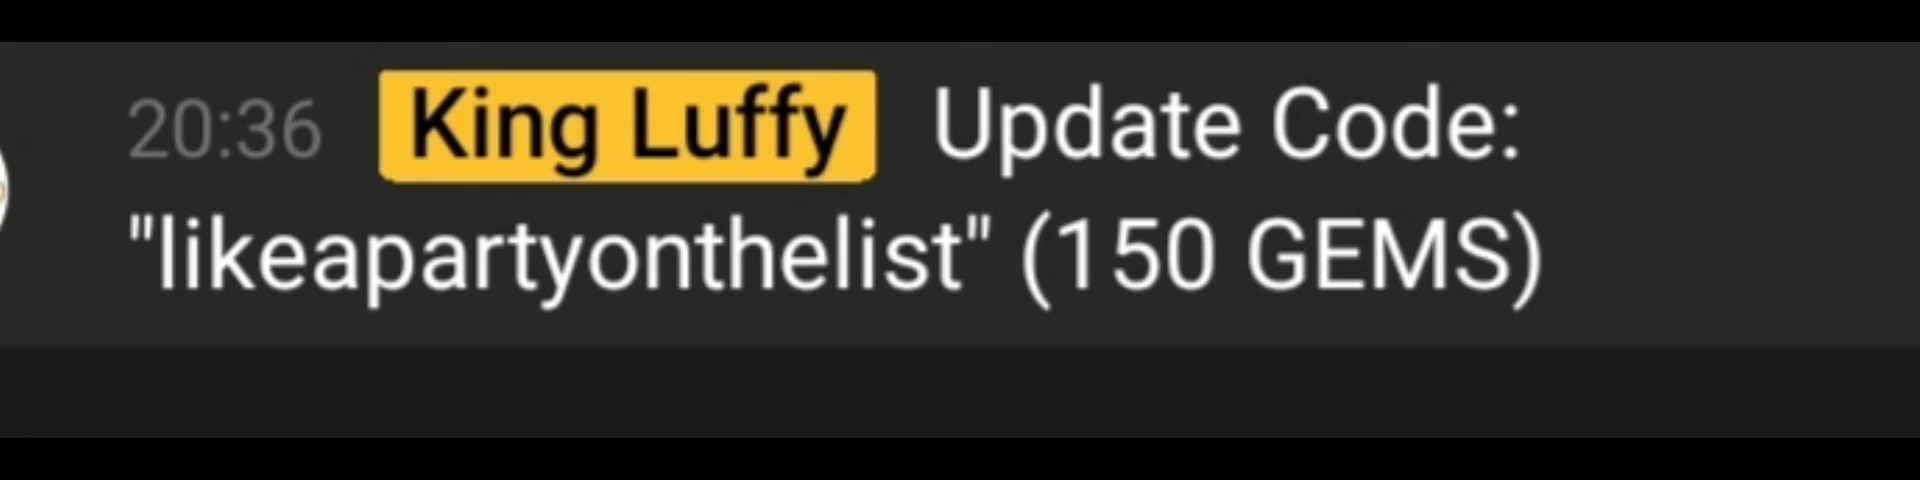 20:36 King Luffy Update Code:
"likeapartyonthelist" (150 GEMS)